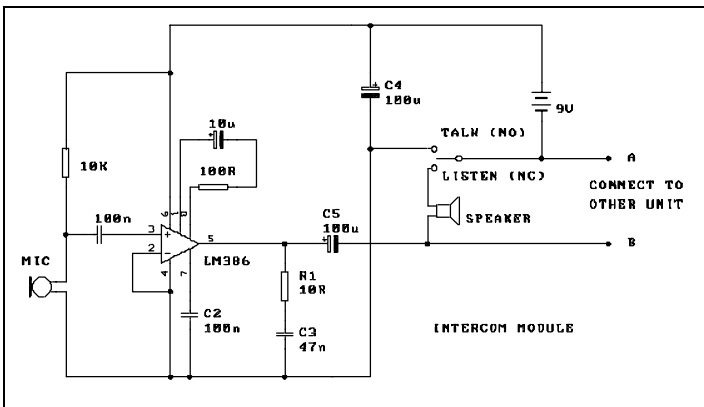 C4
100u
9V
10u
TALK (NO)
A
100R
10K
LISTEN (NC)
CONNECT TO
OTHER UNIT
6
1
8
C5
100u
SPEAKER
100n
3
5
2
B
LM386
MIC
4
7
R1
10R
C2
100n
C3
47n
INTERCOM MODULE